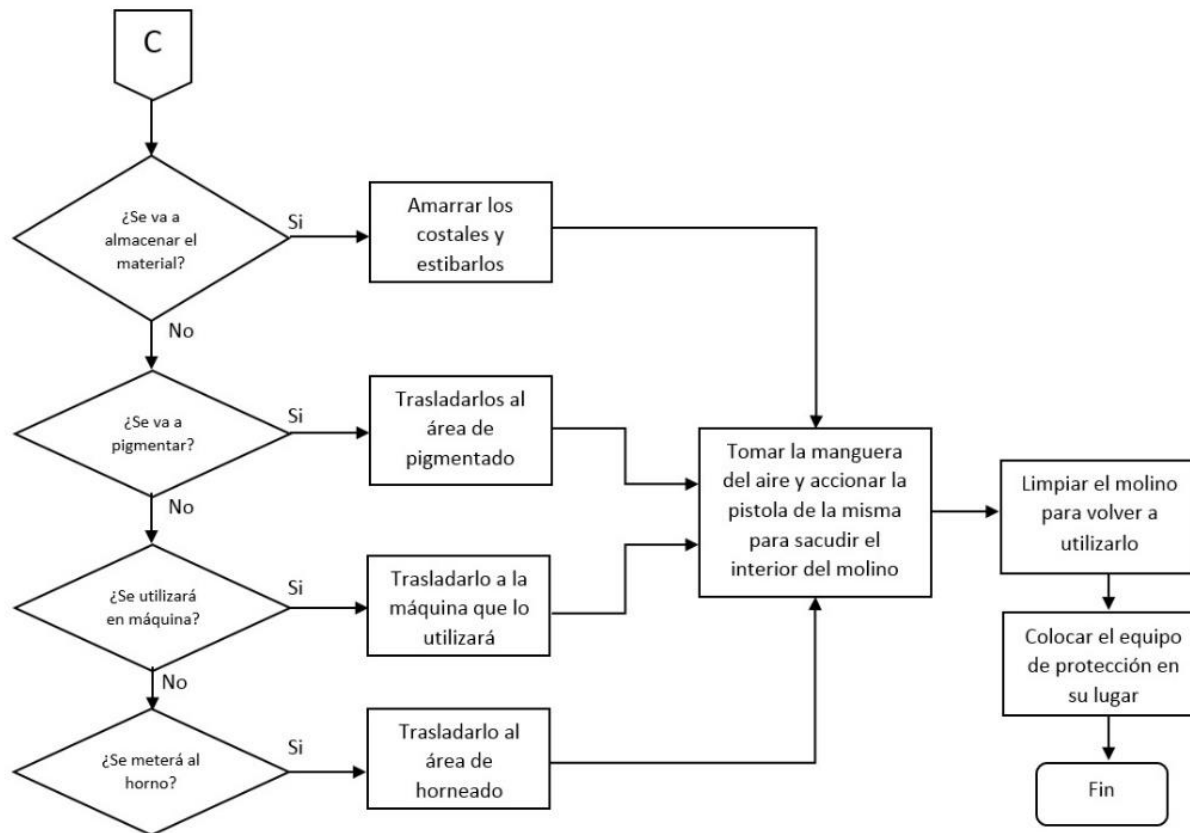 C
¿Se va a
almacenar el
material?
Si
Amarrar los
costales y
estibarlos
No
¿Se va a
pigmentar?
Si
Trasladarlos al
área de
pigmentado
No
¿Se utilizará
en máquina?
Si
Trasladarlo a la
máquina que lo
utilizará
No
¿Se meterá al
horno?
Si
Trasladarlo al
área de
horneado
Tomar la manguera
del aire y accionar la
pistola de la misma
para sacudir el
interior del molino
Limpiar el molino
para volver a
utilizarlo
Colocar el equipo
de protección en
su lugar
Fin